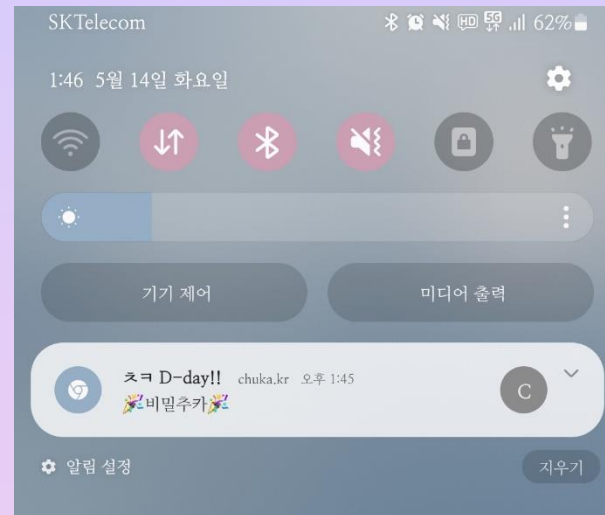 SKTelecom HD 5G 62%
1:46 5월 14일 화요일
기기 제어 미디어 출력
ㅊㅋ D-day!! chuka.kr 오후 1:45
🎉비밀추카🎉
C
알림 설정 지우기